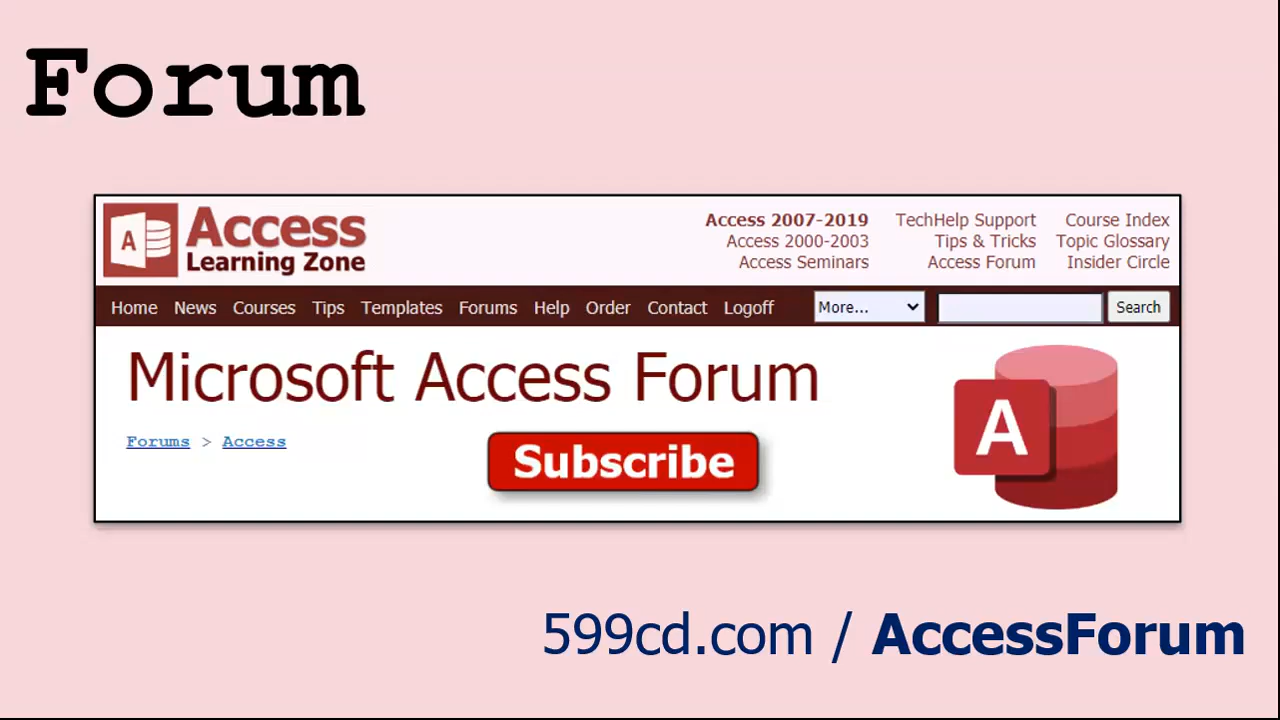 Forum
A
Access
Learning Zone
Access 2007-2019 TechHelp Support Course Index
Access 2000-2003 Tips & Tricks Topic Glossary
Access Seminars Access Forum Insider Circle
Home News Courses Tips Templates Forums Help Order Contact Logoff More... Search
Microsoft Access Forum
Forums > Access
Subscribe
A
599cd.com / AccessForum